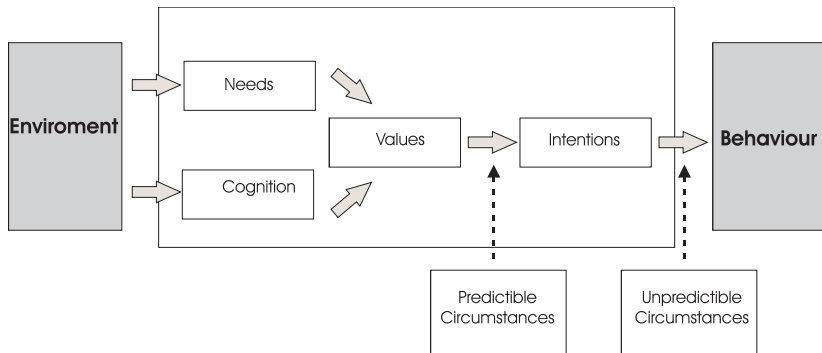 Enviroment
Needs
Cognition
Values
Intentions
Behaviour
Predictible
Circumstances
Unpredictible
Circumstances